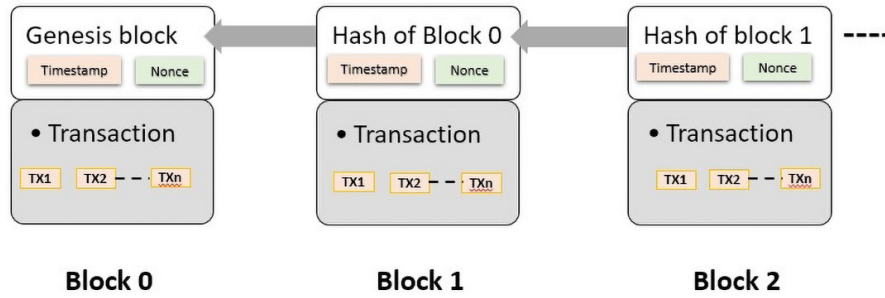 Genesis block
Timestamp Nonce
• Transaction
TX1 TX2 TXn
Block 0
Hash of Block 0
Timestamp Nonce
• Transaction
TX1 TX2 TXn
Block 1
Hash of block 1
Timestamp Nonce
• Transaction
TX1 TX2 TXn
Block 2